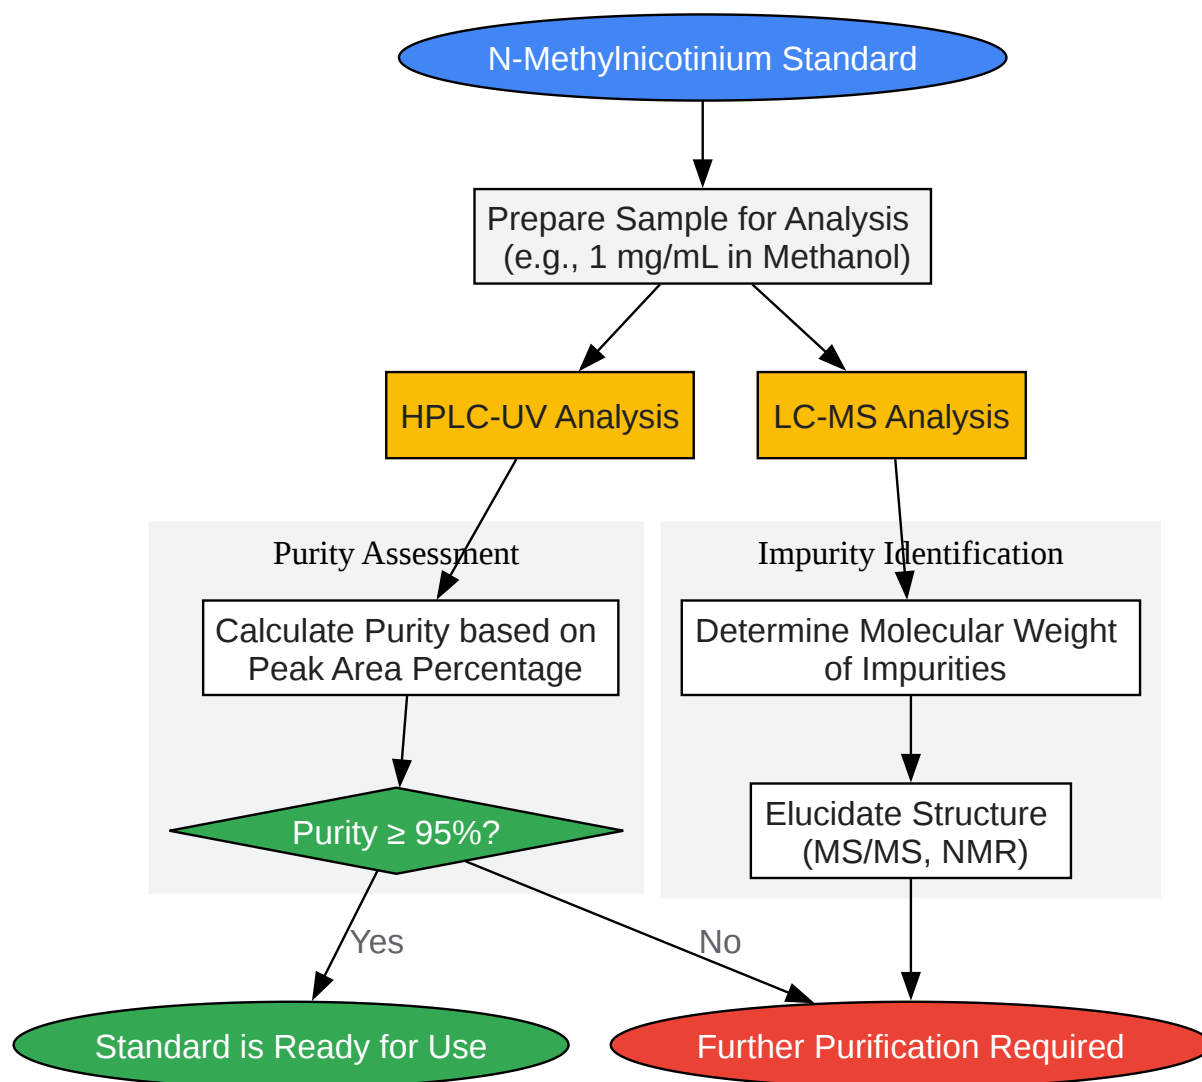 N-Methylnicotinium Standard
Prepare Sample for Analysis
(e.g., 1 mg/mL in Methanol)
HPLC-UV Analysis
LC-MS Analysis
Purity Assessment
Impurity Identification
Calculate Purity based on
Peak Area Percentage
Determine Molecular Weight
of Impurities
Purity ≥ 95%?
Elucidate Structure
(MS/MS, NMR)
Yes
No
Standard is Ready for Use
Further Purification Required